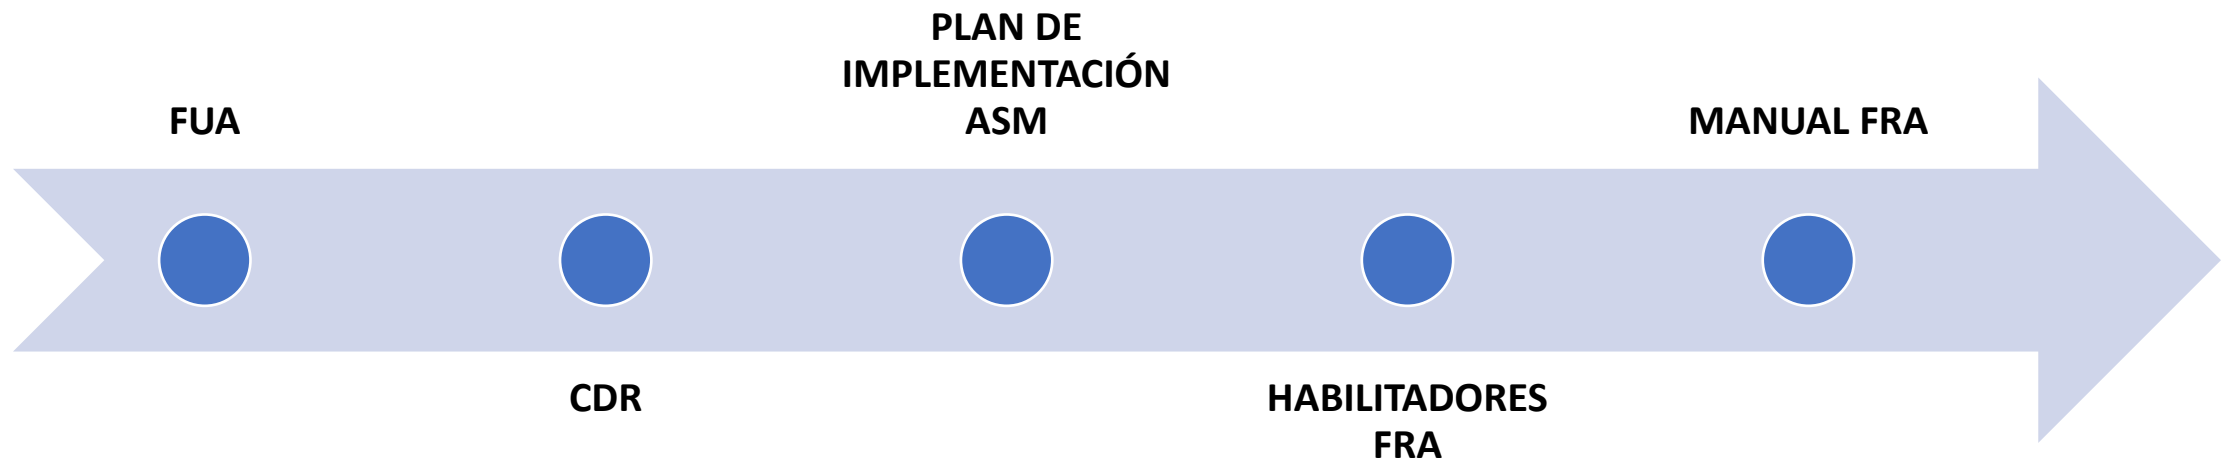 FUA
CDR
PLAN DE
IMPLEMENTACIÓN
ASM
HABILITADORES
FRA
MANUAL FRA